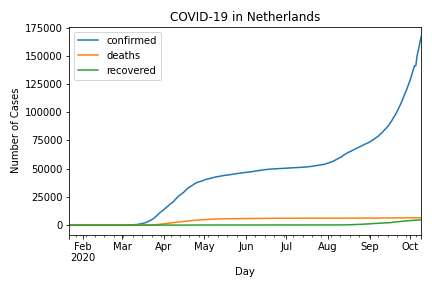 COVID-19 in Netherlands
175000
150000
125000
100000
75000
50000
25000
0
Number of Cases
confirmed
deaths
recovered
Feb Mar Apr May Jun Jul Aug Sep Oct
2020
Day